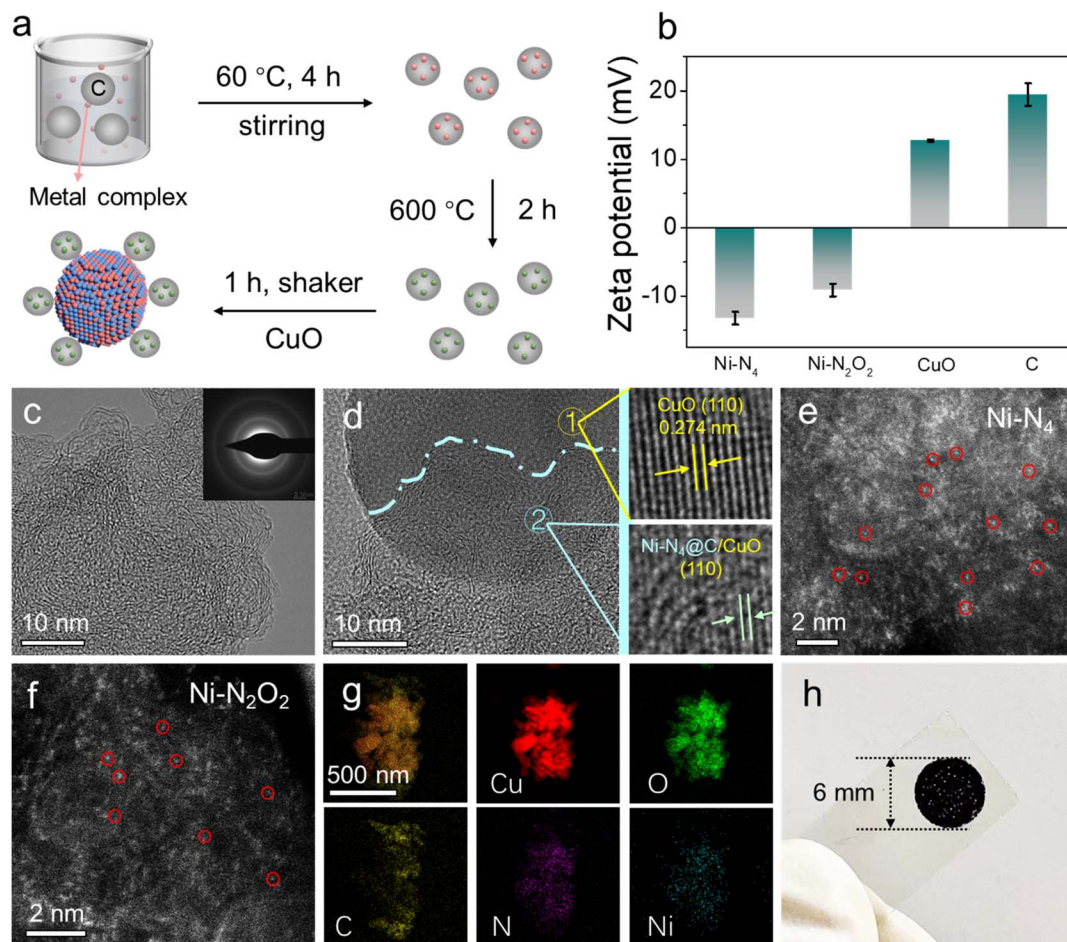 a
C
60 °C, 4 h
stirring
Metal complex
600 °C
2 h
1 h, shaker
CuO
b
Zeta potential (mV)
20
10
0
-10
Ni-N₄
Ni-N₂O₂
CuO
C
c
10 nm
d
1
2
10 nm
CuO (110)
0.274 nm
Ni-N₄@C/CuO
(110)
e
Ni-N₄
2 nm
f
Ni-N₂O₂
2 nm
g
500 nm
Cu
O
C
N
Ni
h
6 mm